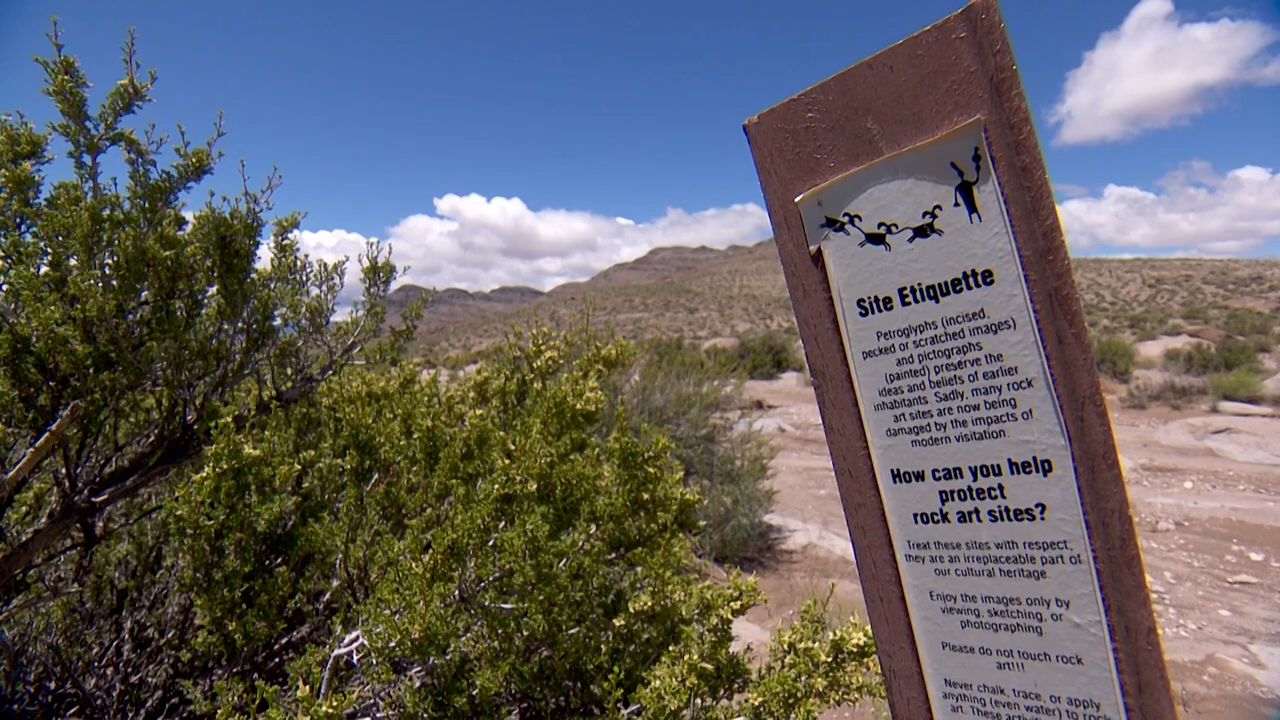 Site Etiquette
Petroglyphs (incised,
pecked or scratched images)
and pictographs
(painted) preserve the
ideas and beliefs of earlier
inhabitants. Sadly, many rock
art sites are now being
damaged by the impacts of
modern visitation.
How can you help
protect
rock art sites?
Treat these sites with respect;
they are an irreplaceable part of
our cultural heritage.
Enjoy the images only by
viewing, sketching, or
photographing.
Please do not touch rock
art!!!
Never chalk, trace, or apply
anything (even water) to rock
art. These